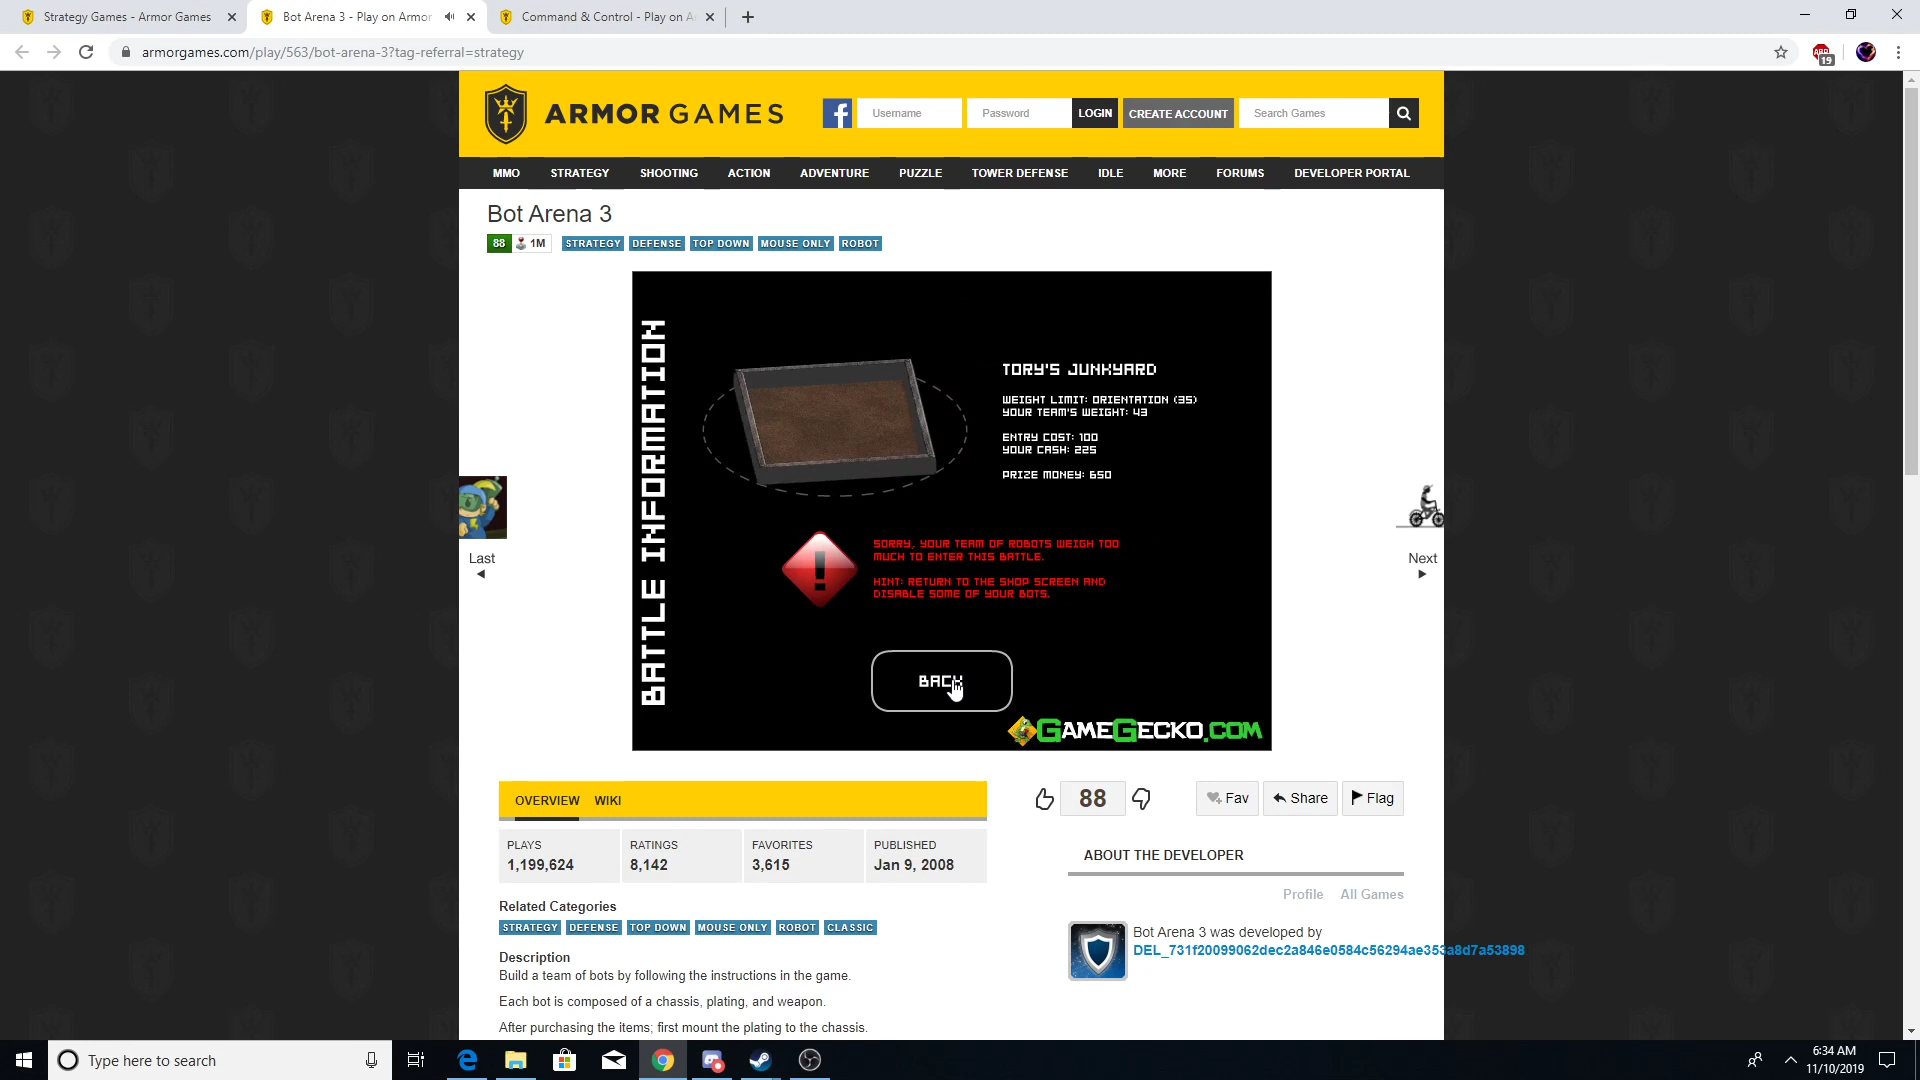 Strategy Games - Armor Games
Bot Arena 3 - Play on Armor
Command & Control - Play on A
armorgames.com/play/563/bot-arena-3?tag-referral=strategy
19
ARMOR GAMES
Username
Password
LOGIN
CREATE ACCOUNT
Search Games
MMO STRATEGY SHOOTING ACTION ADVENTURE PUZZLE TOWER DEFENSE IDLE MORE FORUMS DEVELOPER PORTAL
Bot Arena 3
88 1M STRATEGY DEFENSE TOP DOWN MOUSE ONLY ROBOT
BATTLE INFORMATION
TORY'S JUNKYARD
WEIGHT LIMIT: ORIENTATION (35)
YOUR TEAM'S WEIGHT: 43
ENTRY COST: 100
YOUR CASH: 225
PRIZE MONEY: 650
SORRY, YOUR TEAM OF ROBOTS WEIGH TOO
MUCH TO ENTER THIS BATTLE.
HINT: RETURN TO THE SHOP SCREEN AND
DISABLE SOME OF YOUR BOTS.
BACK
GAMEGECKO.COM
Last
Next
OVERVIEW WIKI
PLAYS
1,199,624
RATINGS
8,142
FAVORITES
3,615
PUBLISHED
Jan 9, 2008
88
Fav
Share
Flag
ABOUT THE DEVELOPER
Profile All Games
Bot Arena 3 was developed by
DEL_731f20099062dec2a846e0584c56294ae353a8d7a53898
Related Categories
STRATEGY DEFENSE TOP DOWN MOUSE ONLY ROBOT CLASSIC
Description
Build a team of bots by following the instructions in the game.
Each bot is composed of a chassis, plating, and weapon.
After purchasing the items; first mount the plating to the chassis.
Type here to search
6:34 AM
11/10/2019